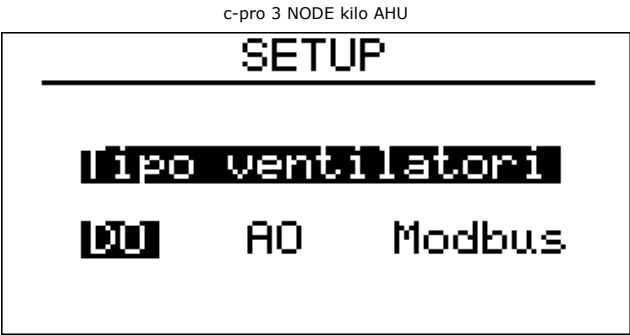 c-pro 3 NODE kilo AHU
SETUP
Tipo ventilatori
DO AO Modbus